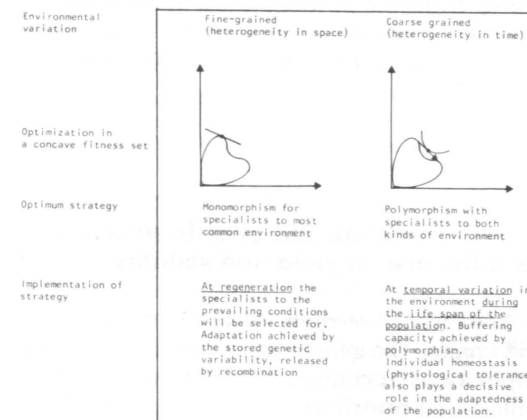 Environmental
variation
Fine-grained
(heterogeneity in space)
Coarse grained
(heterogeneity in time)
Optimization in
a concave fitness set
Optimum strategy
Monomorphism for
specialists to most
common environment
Polymorphism with
specialists to both
kinds of environment
Implementation of
strategy
At regeneration the
specialists to the
prevailing conditions
will be selected for.
Adaptation achieved by
the stored genetic
variability, released
by recombination
At temporal variation in
the environment during
the life span of the
population. Buffering
capacity achieved by
polymorphism.
Individual homeostasis
(physiological tolerance
also plays a decisive
role in the adaptedness
of the population.